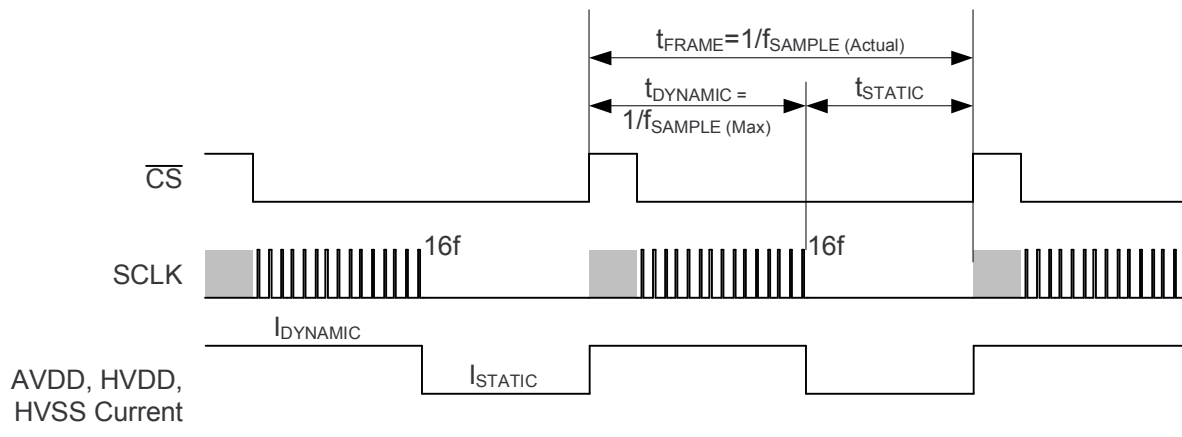 tFRAME=1/fSAMPLE (Actual)
tDYNAMIC =
1/fSAMPLE (Max)
tSTATIC
CS
16f
16f
SCLK
IDYNAMIC
ISTATIC
AVDD, HVDD,
HVSS Current